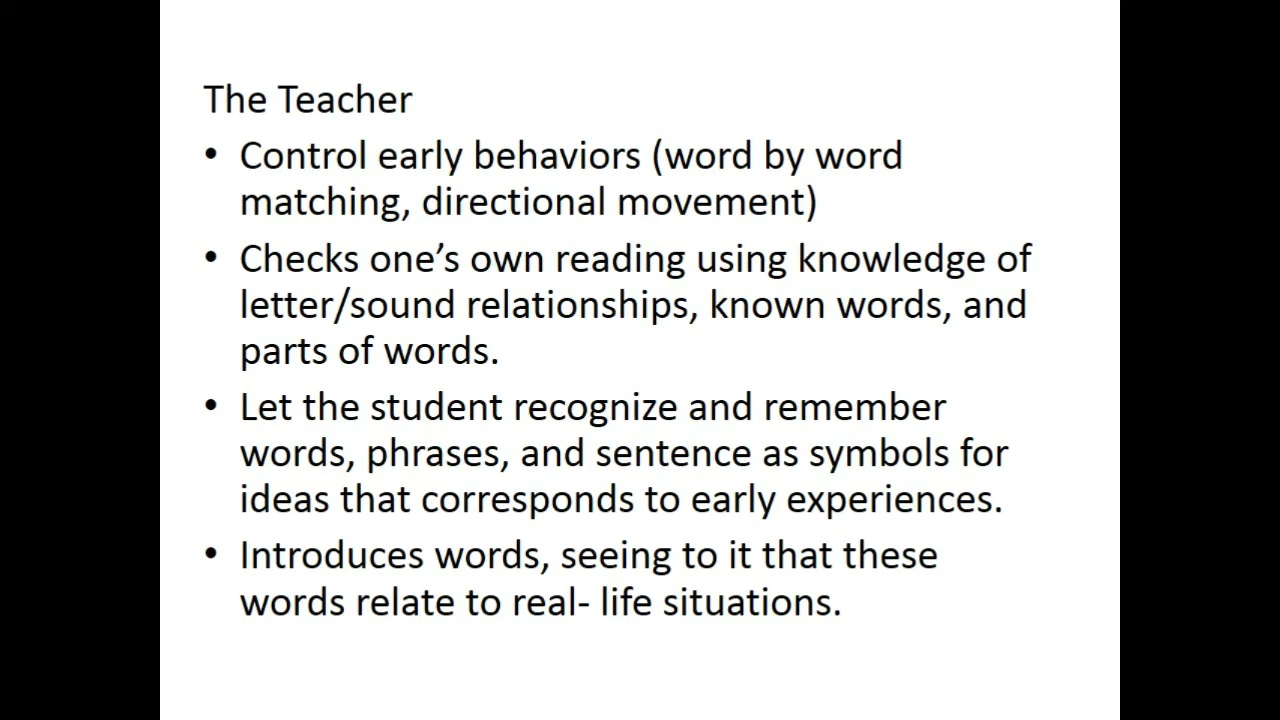 The Teacher
• Control early behaviors (word by word
matching, directional movement)
• Checks one’s own reading using knowledge of
letter/sound relationships, known words, and
parts of words.
• Let the student recognize and remember
words, phrases, and sentence as symbols for
ideas that corresponds to early experiences.
• Introduces words, seeing to it that these
words relate to real- life situations.